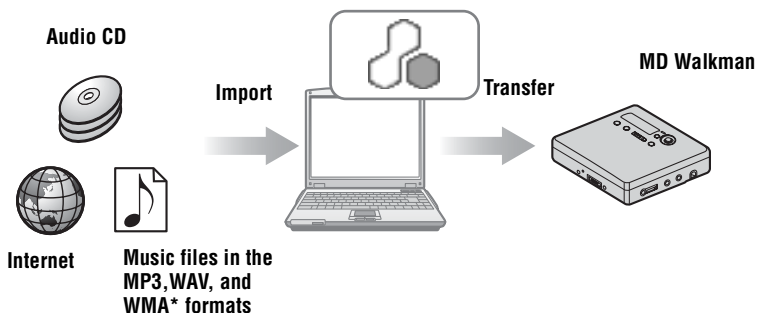 Audio CD
Import
Transfer
MD Walkman
Internet
Music files in the
MP3,WAV, and
WMA* formats